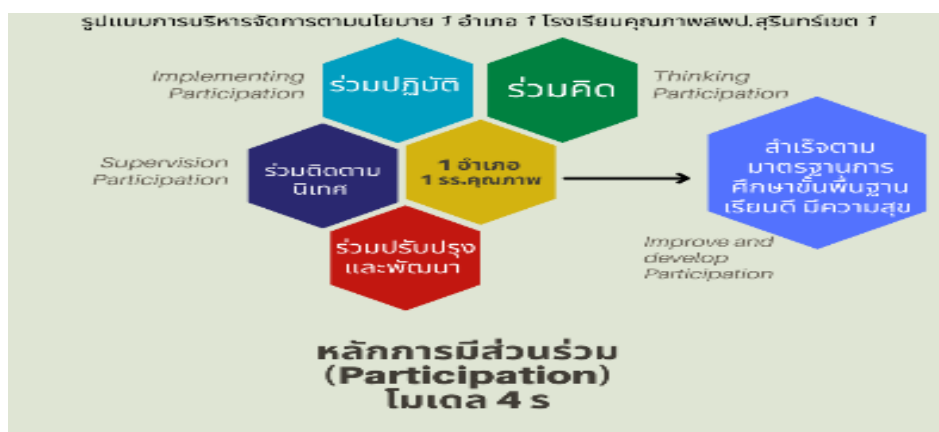 รูปแบบการบริหารจัดการตามนโยบาย 1 อำเภอ 1 โรงเรียนคุณภาพสพป.สุรินทร์เขต 1
Implementing
Participation
ร่วมปฏิบัติ
ร่วมคิด
Thinking
Participation
Supervision
Participation
ร่วมติดตาม
นิเทศ
1 อำเภอ
1 รร.คุณภาพ
สำเร็จตาม
มาตรฐานการ
ศึกษาขั้นพื้นฐาน
เรียนดี มีความสุข
ร่วมปรับปรุง
และพัฒนา
Improve and
develop
Participation
หลักการมีส่วนร่วม
(Participation)
โมเดล 4 ร